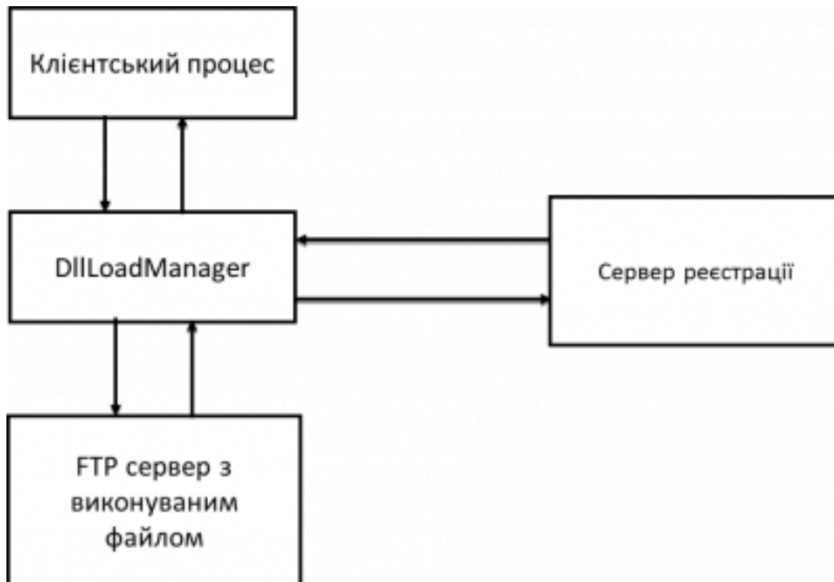 Клієнтський процес
DllLoadManager
Сервер реєстрації
FTP сервер з
виконуваним
файлом